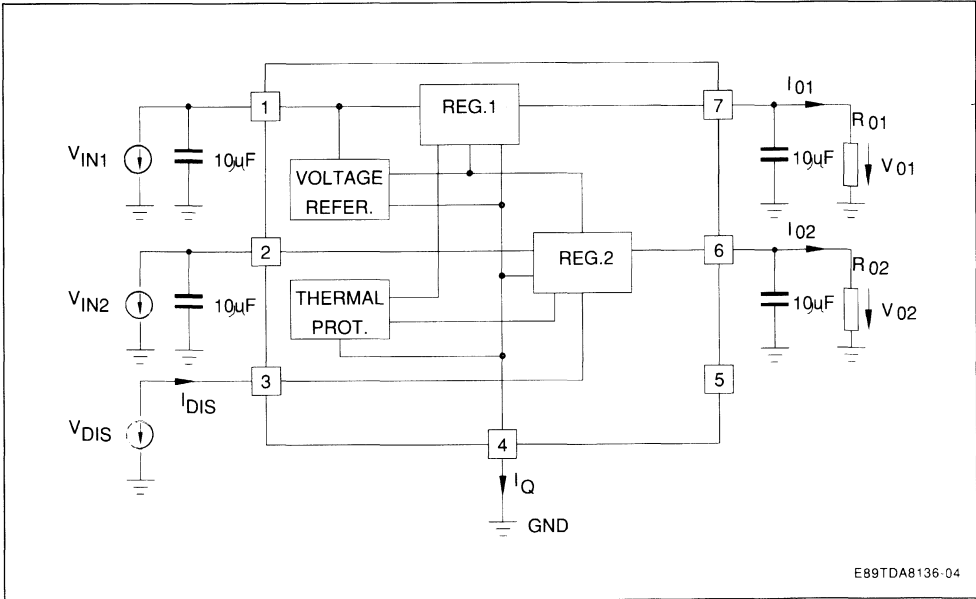 I01
1
REG.1
7
R01
VIN1
10µF
10µF
V01
VOLTAGE
REFER.
I02
2
6
REG.2
R02
VIN2
10µF
THERMAL
PROT.
10µF
V02
3
5
IDIS
VDIS
4
IQ
GND
E89TDA8136-04